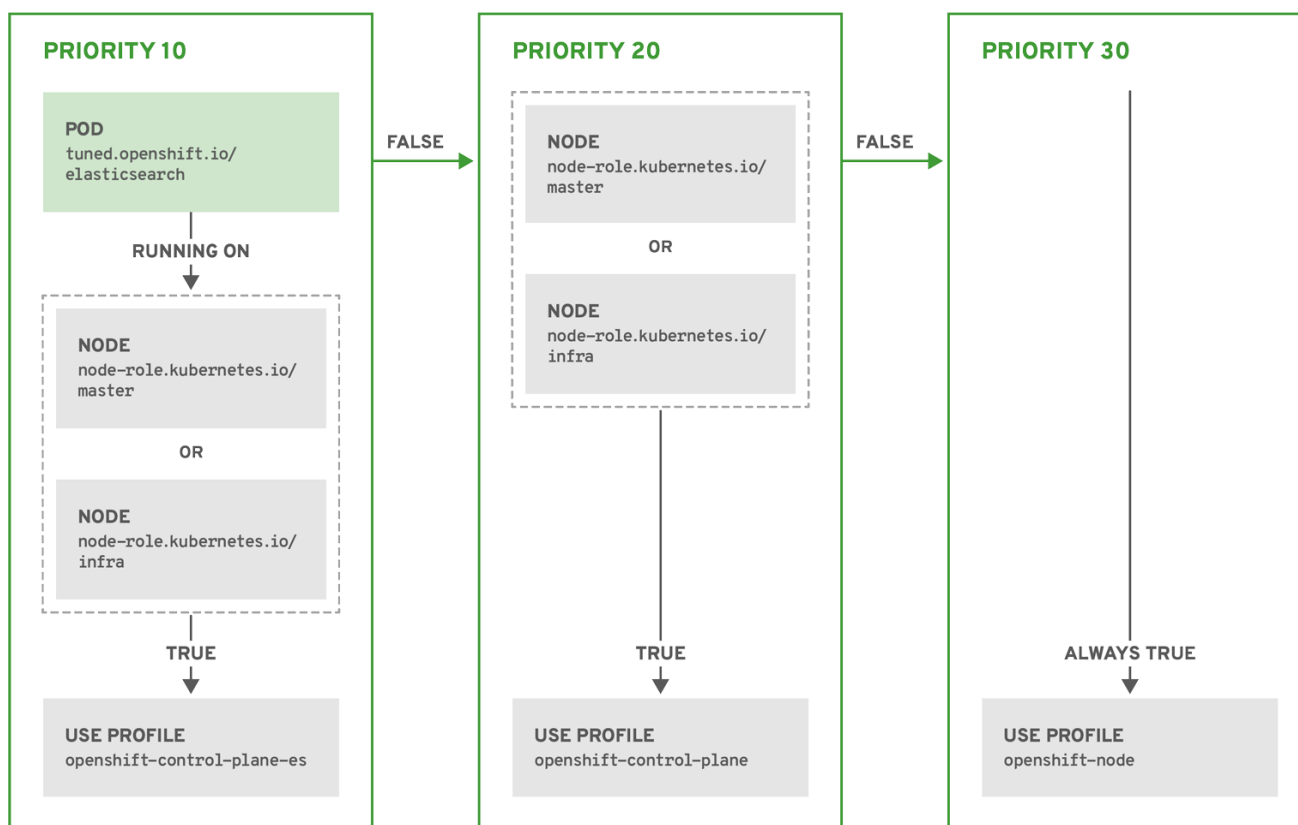 PRIORITY 10
POD
tuned.openshift.io/
elasticsearch
RUNNING ON
NODE
node-role.kubernetes.io/
master
OR
NODE
node-role.kubernetes.io/
infra
TRUE
USE PROFILE
openshift-control-plane-es
FALSE
PRIORITY 20
NODE
node-role.kubernetes.io/
master
OR
NODE
node-role.kubernetes.io/
infra
TRUE
USE PROFILE
openshift-control-plane
FALSE
PRIORITY 30
ALWAYS TRUE
USE PROFILE
openshift-node